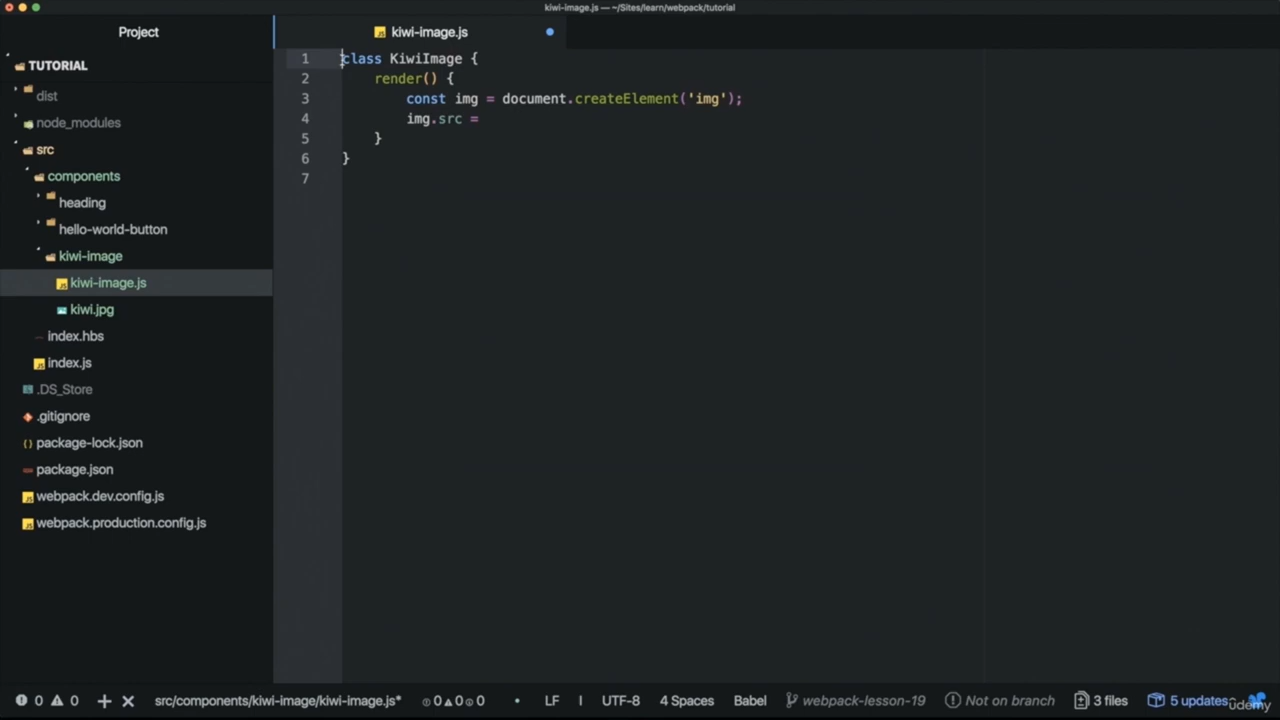 kiwi-image.js — ~/Sites/learn/webpack/tutorial
Project
kiwi-image.js
TUTORIAL
dist
node_modules
src
components
heading
hello-world-button
kiwi-image
kiwi-image.js
kiwi.jpg
index.hbs
index.js
.DS_Store
.gitignore
package-lock.json
package.json
webpack.dev.config.js
webpack.production.config.js
1 class KiwiImage {
2 render() {
3 const img = document.createElement('img');
4 img.src =
5 }
6 }
7
0 0 src/components/kiwi-image/kiwi-image.js* 0 0 0 LF UTF-8 4 Spaces Babel webpack-lesson-19 Not on branch 3 files 5 updates
udemy